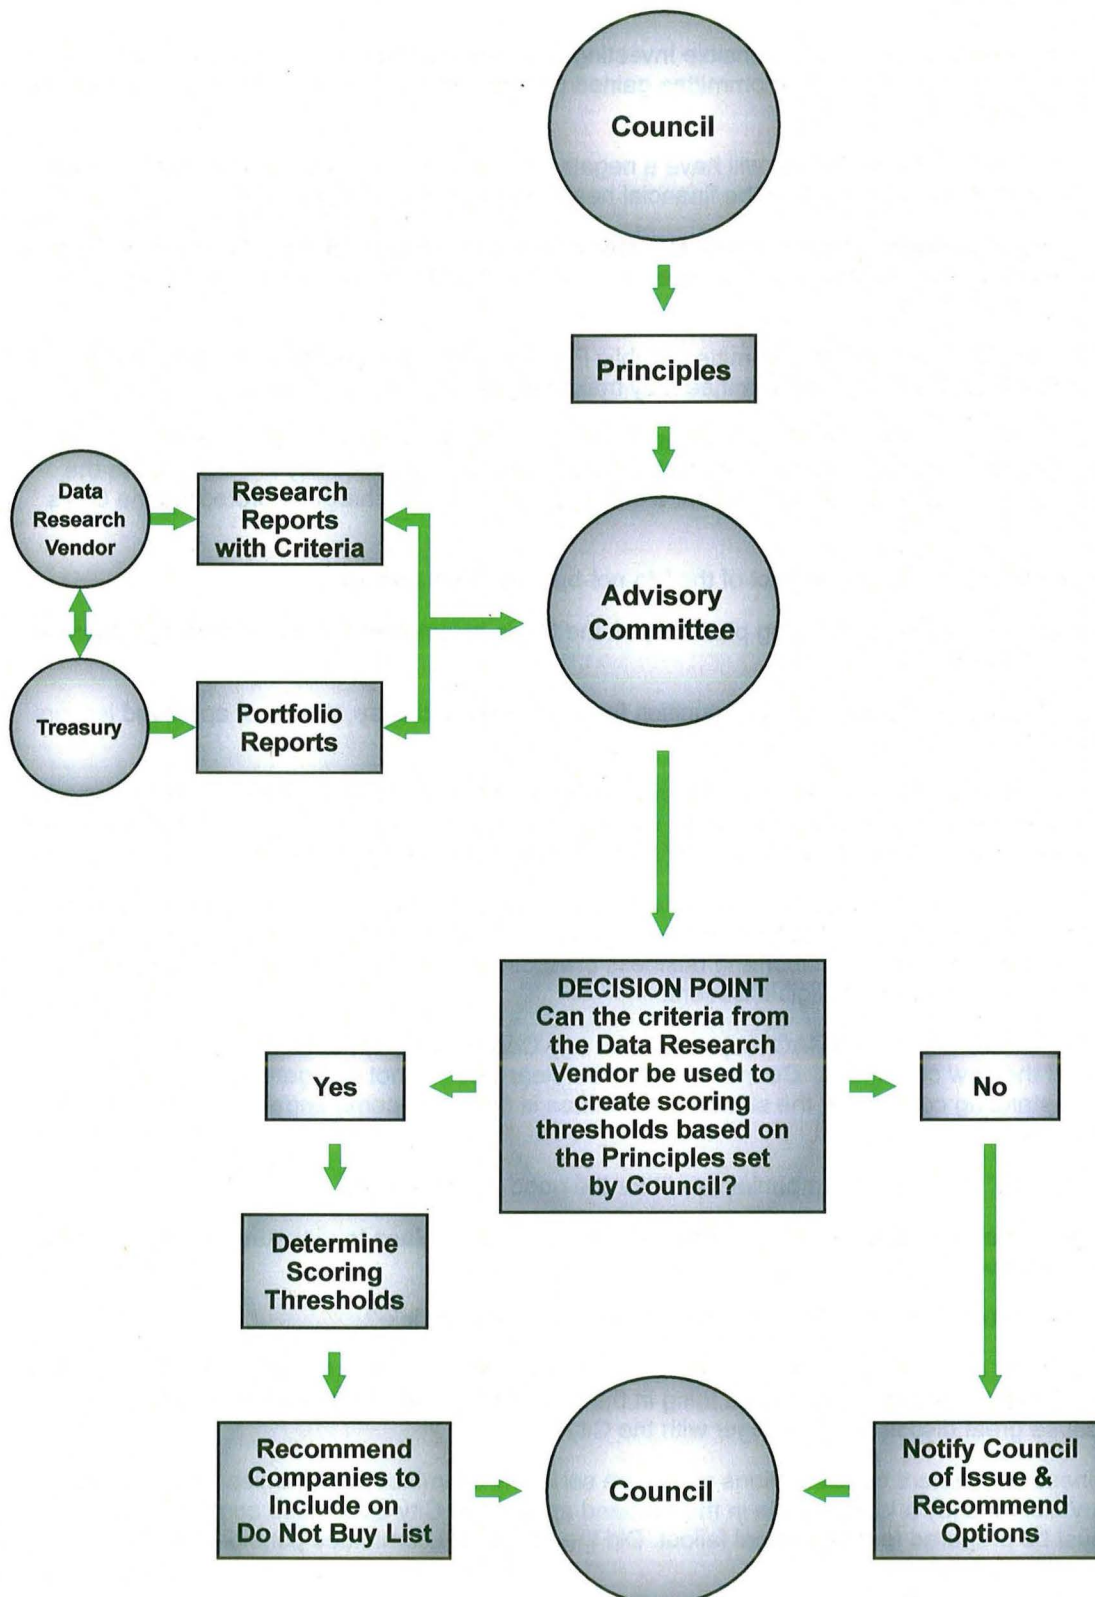 Council
Principles
Data
Research
Vendor
Research
Reports
with Criteria
Advisory
Committee
Treasury
Portfolio
Reports
DECISION POINT
Can the criteria from
the Data Research
Vendor be used to
create scoring
thresholds based on
the Principles set
by Council?
Yes
No
Determine
Scoring
Thresholds
Recommend
Companies to
Include on
Do Not Buy List
Council
Notify Council
of Issue &
Recommend
Options